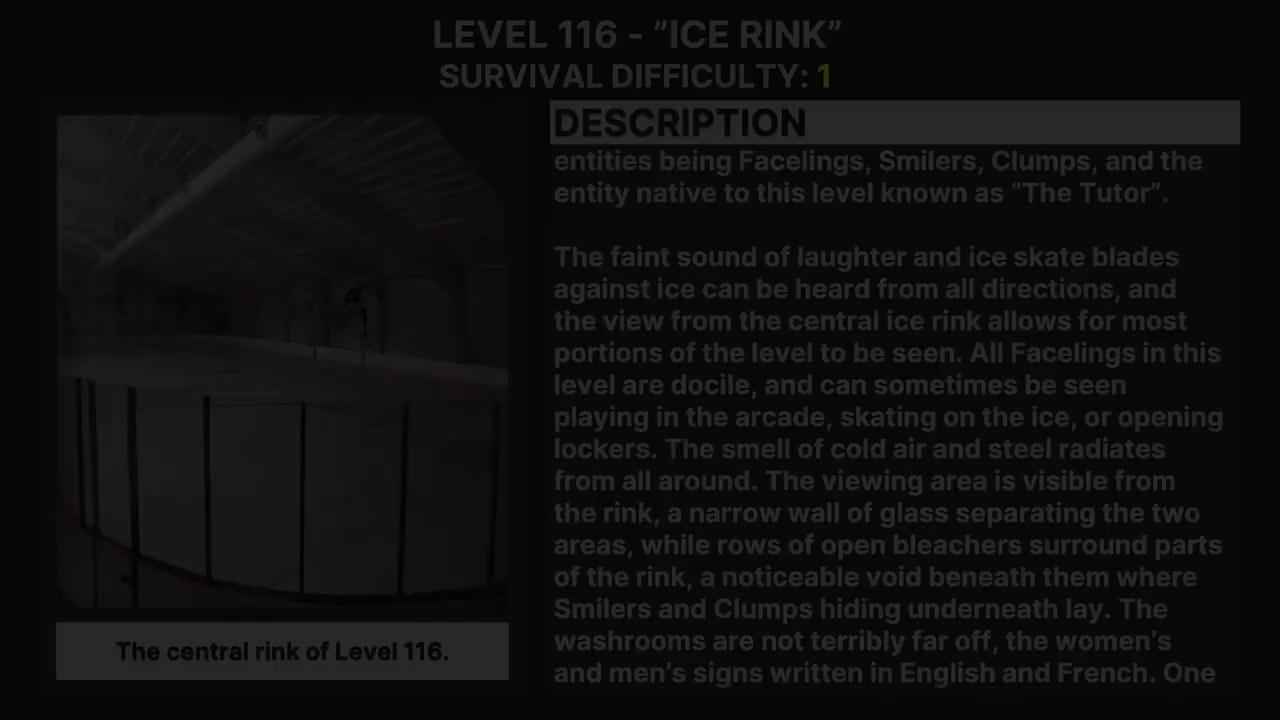 LEVEL 116 - ”ICE RINK”
SURVIVAL DIFFICULTY: 1
DESCRIPTION
entities being Facelings, Smilers, Clumps, and the
entity native to this level known as “The Tutor”.
The faint sound of laughter and ice skate blades
against ice can be heard from all directions, and
the view from the central ice rink allows for most
portions of the level to be seen. All Facelings in this
level are docile, and can sometimes be seen
playing in the arcade, skating on the ice, or opening
lockers. The smell of cold air and steel radiates
from all around. The viewing area is visible from
the rink, a narrow wall of glass separating the two
areas, while rows of open bleachers surround parts
of the rink, a noticeable void beneath them where
Smilers and Clumps hiding underneath lay. The
washrooms are not terribly far off, the women’s
and men’s signs written in English and French. One
The central rink of Level 116.